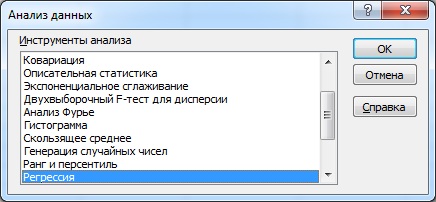 Анализ данных
Инструменты анализа
Ковариация
Описательная статистика
Экспоненциальное сглаживание
Двухвыборочный F-тест для дисперсии
Анализ Фурье
Гистограмма
Скользящее среднее
Генерация случайных чисел
Ранг и персентиль
Регрессия
ОК
Отмена
Справка